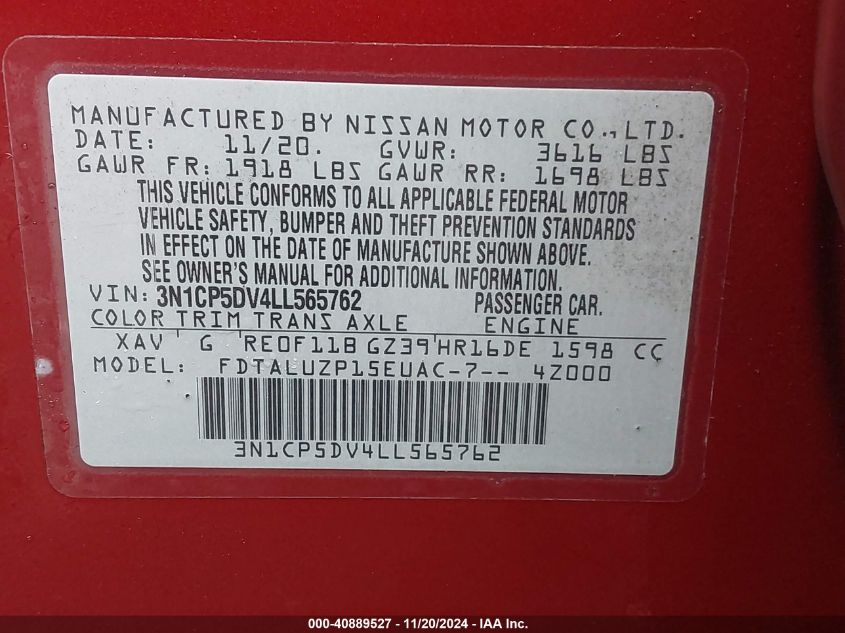 MANUFACTURED BY NISSAN MOTOR CO., LTD.
DATE: 11/20. GVWR: 3616 LBS
GAWR FR: 1918 LBS GAWR RR: 1698 LBS
THIS VEHICLE CONFORMS TO ALL APPLICABLE FEDERAL MOTOR
VEHICLE SAFETY, BUMPER AND THEFT PREVENTION STANDARDS
IN EFFECT ON THE DATE OF MANUFACTURE SHOWN ABOVE.
SEE OWNER'S MANUAL FOR ADDITIONAL INFORMATION.
VIN: 3N1CP5DV4LL565762 PASSENGER CAR.
COLOR TRIM TRANS AXLE ENGINE
XAV G RE0F11B GZ39 HR16DE 1598 CC
MODEL: FDTALUZP15EUAC-7-- 4Z000
3N1CP5DV4LL565762
000-40889527 - 11/20/2024 - IAA Inc.